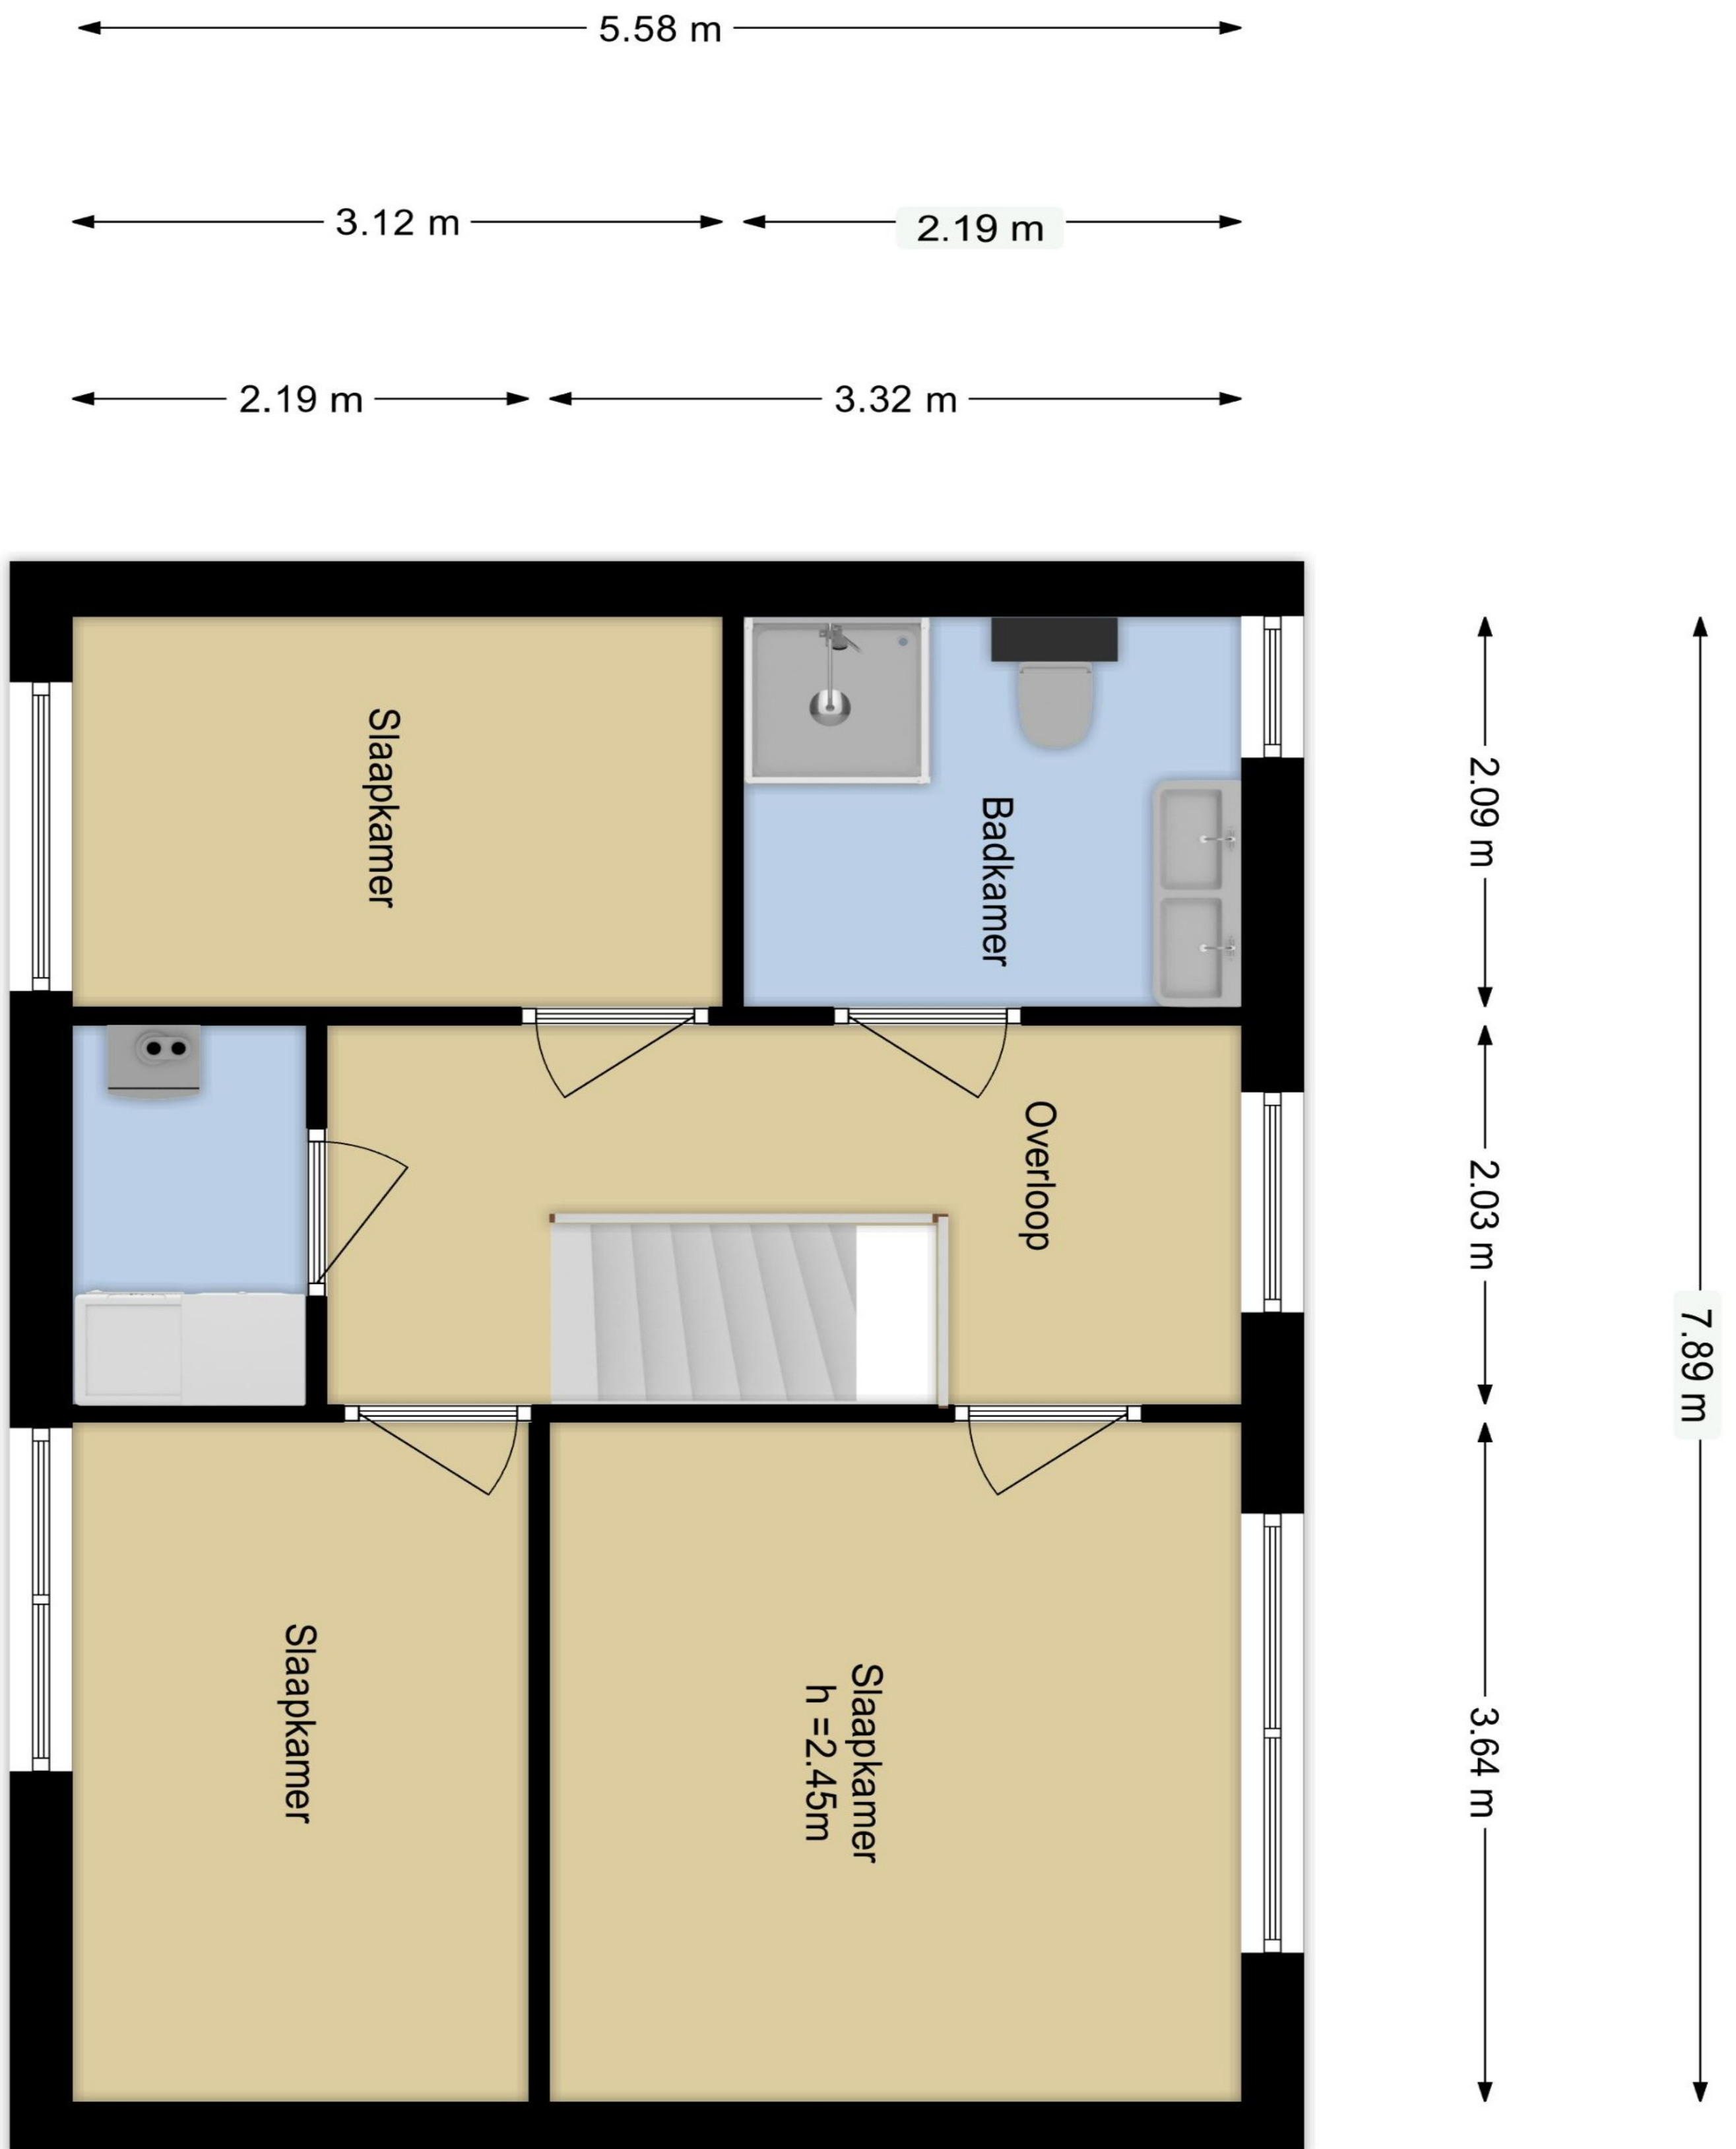 5.58 m
3.12 m
2.19 m
2.19 m
3.32 m
Slaapkamer
Badkamer
2.09 m
Overloop
2.03 m
7.89 m
Slaapkamer
Slaapkamer
h =2.45m
3.64 m